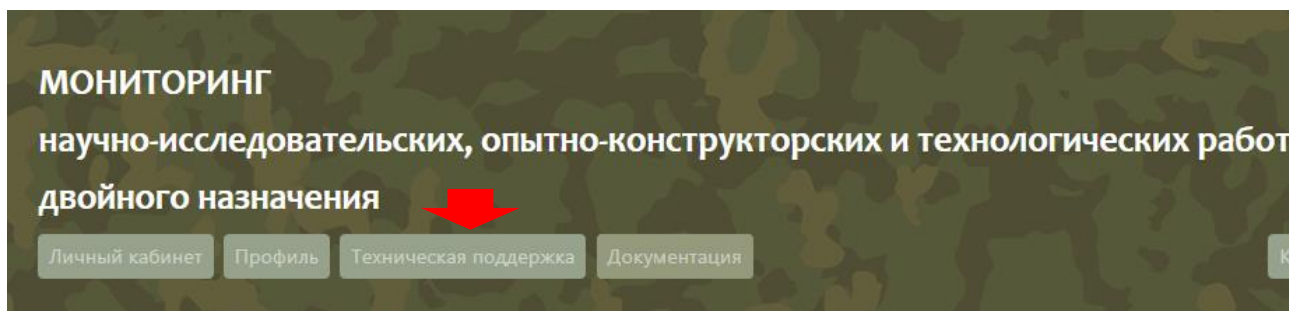 МОНИТОРИНГ
научно-исследовательских, опытно-конструкторских и технологических работ
двойного назначения
Личный кабинет Профиль Техническая поддержка Документация